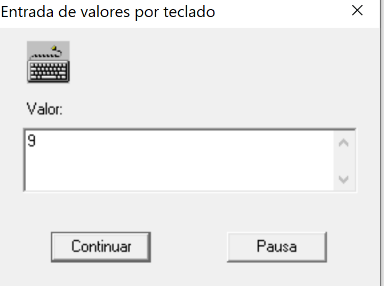 Entrada de valores por teclado
Valor:
9
Continuar
Pausa